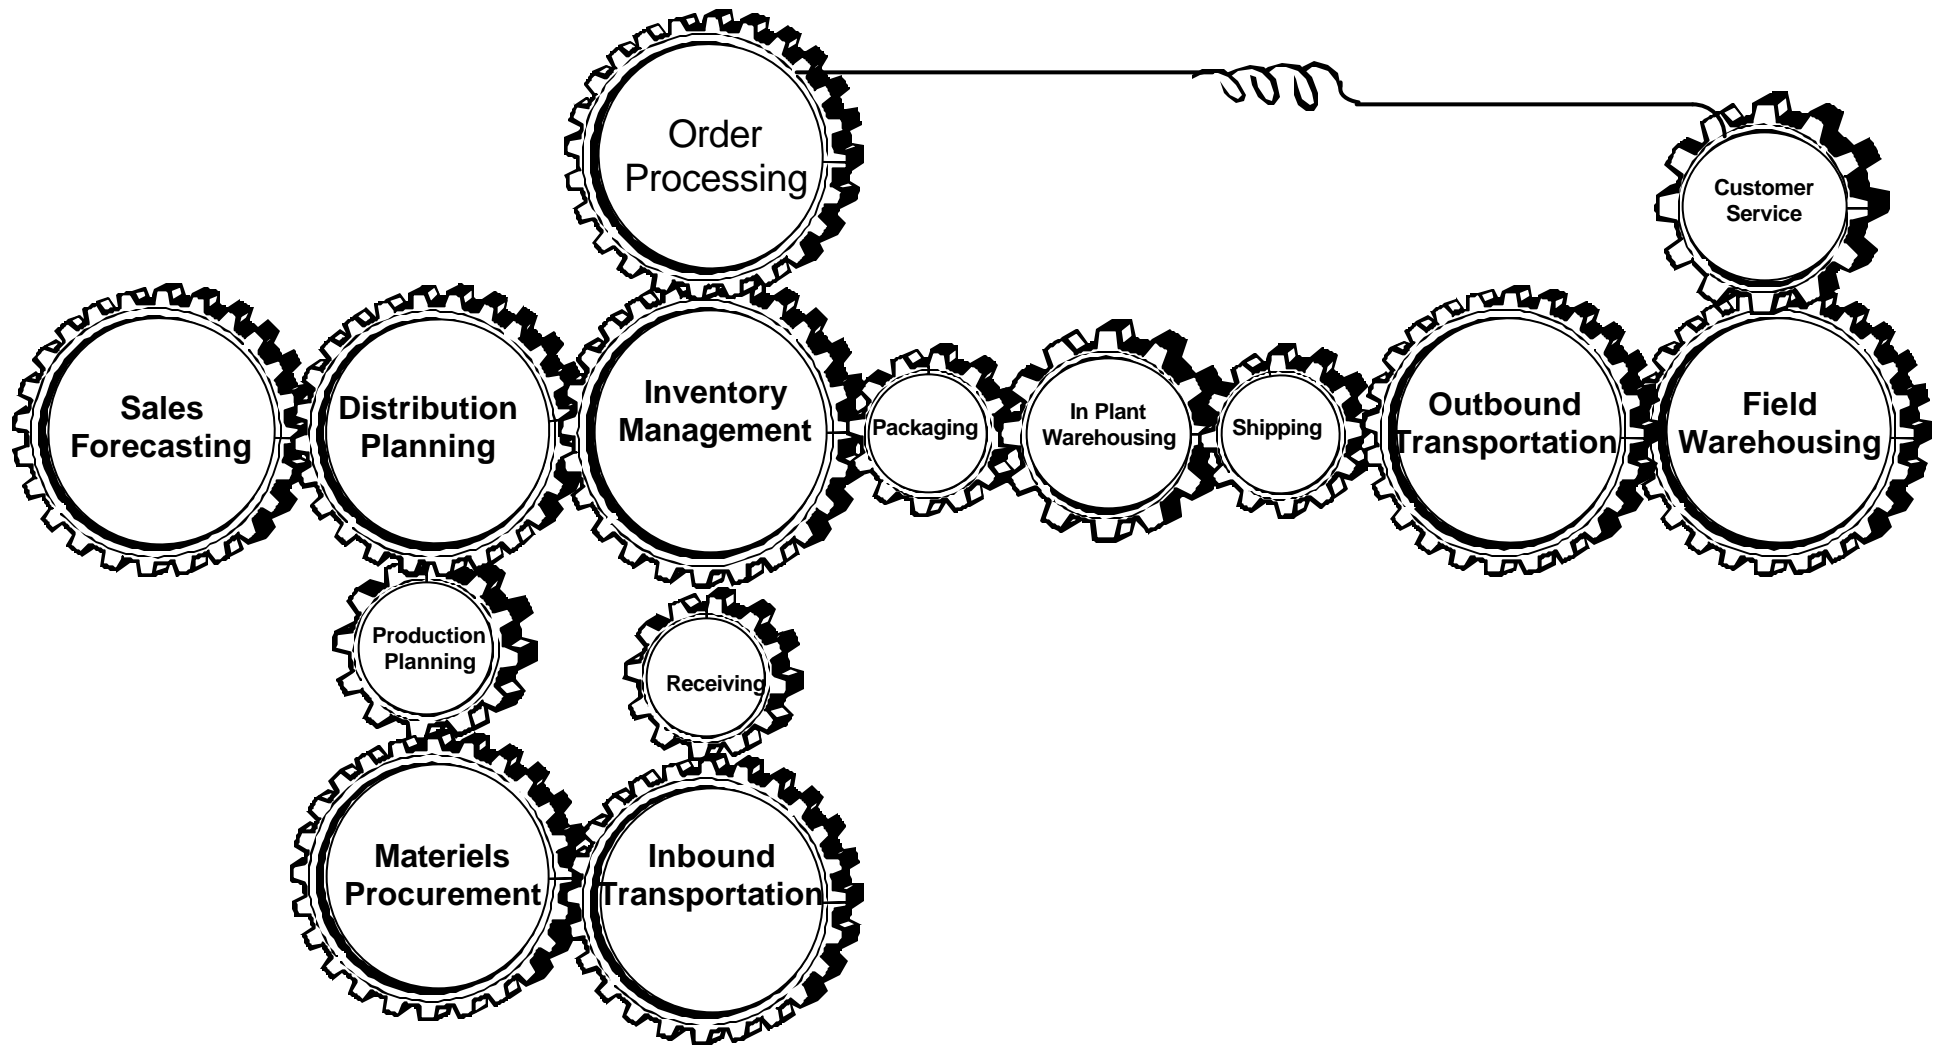 Order
Processing
Customer
Service
Sales
Forecasting
Distribution
Planning
Inventory
Management
Packaging
In Plant
Warehousing
Shipping
Outbound
Transportation
Field
Warehousing
Production
Planning
Receiving
Materiels
Procurement
Inbound
Transportation